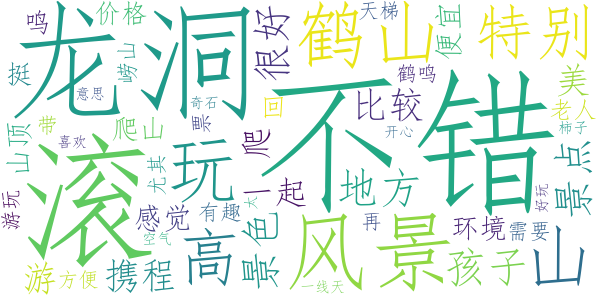 鸣
价格
龙洞
很好
鹤山
天梯
便宜
特别
挺
崂山
意思
奇石
回
鹤鸣
比较
美
老人
山顶
带
爬山
票
爬
不错
开心
柿子
喜欢
滚
尤其
玩
一起
地方
景点
游玩
感觉
有趣
大
再
环境
需要
好玩
空气
高
景色
风景
孩子
山
游
方便
携程
一线天